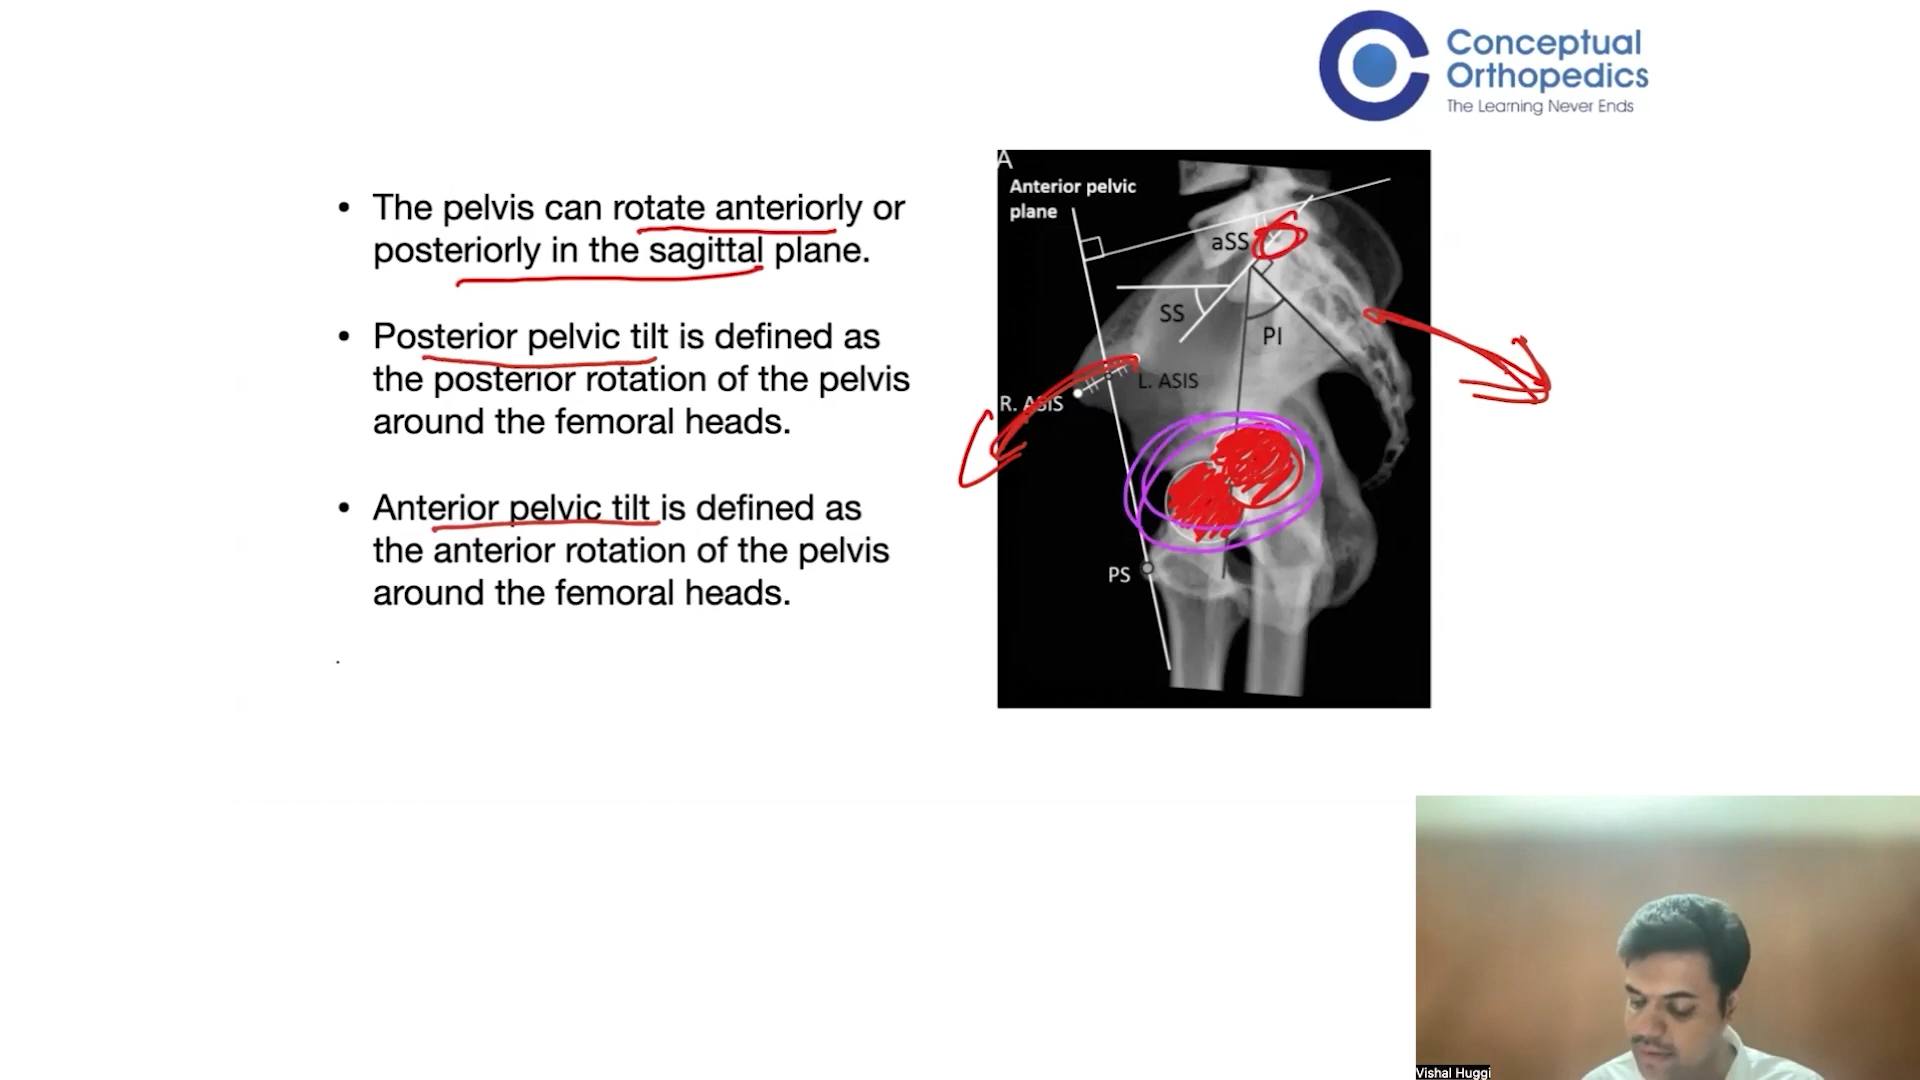 Conceptual
Orthopedics
The Learning Never Ends
• The pelvis can rotate anteriorly or
posteriorly in the sagittal plane.
• Posterior pelvic tilt is defined as
the posterior rotation of the pelvis
around the femoral heads.
• Anterior pelvic tilt is defined as
the anterior rotation of the pelvis
around the femoral heads.
A
Anterior pelvic
plane
aSS
SS
PI
L. ASIS
R. ASIS
PS
Vishal Huggi